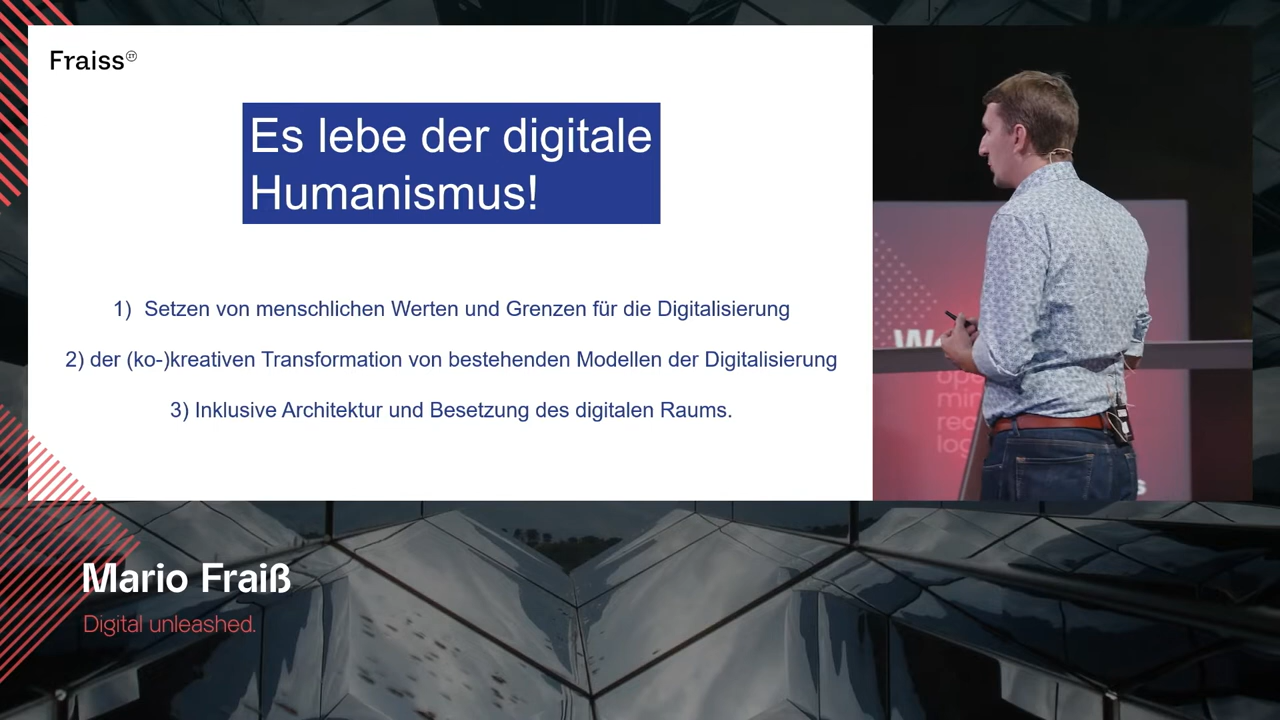 Fraiss
Es lebe der digitale
Humanismus!
1) Setzen von menschlichen Werten und Grenzen für die Digitalisierung
2) der (ko-)kreativen Transformation von bestehenden Modellen der Digitalisierung
3) Inklusive Architektur und Besetzung des digitalen Raums.
Mario Fraiß
Digital unleashed.